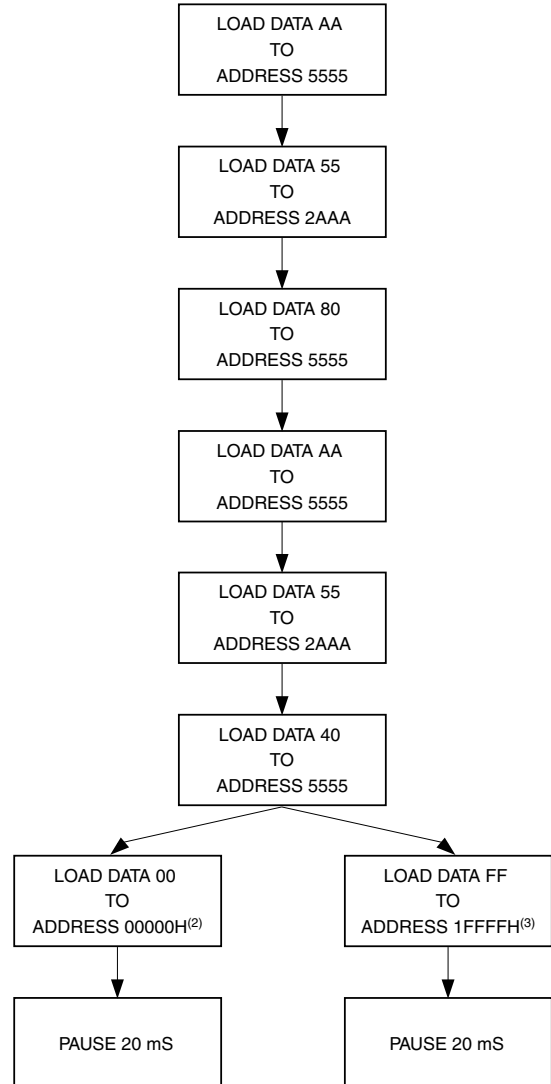 LOAD DATA AA
TO
ADDRESS 5555
LOAD DATA 55
TO
ADDRESS 2AAA
LOAD DATA 80
TO
ADDRESS 5555
LOAD DATA AA
TO
ADDRESS 5555
LOAD DATA 55
TO
ADDRESS 2AAA
LOAD DATA 40
TO
ADDRESS 5555
LOAD DATA 00
TO
ADDRESS 00000H(2)
LOAD DATA FF
TO
ADDRESS 1FFFFH(3)
PAUSE 20 mS
PAUSE 20 mS